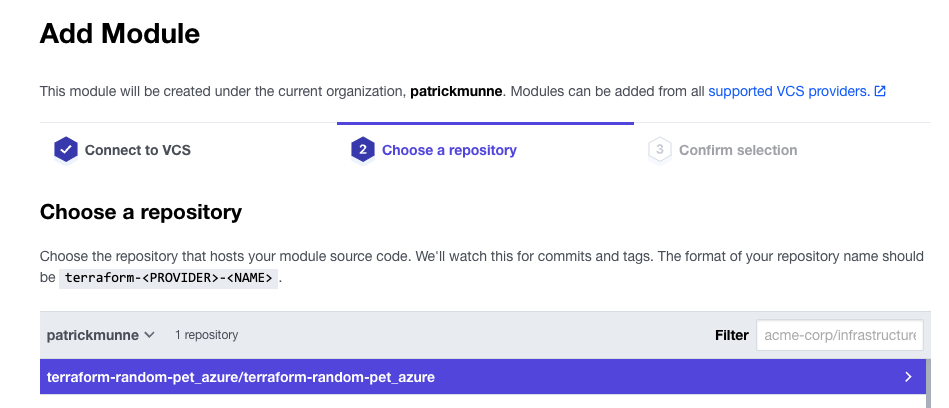 Add Module
This module will be created under the current organization, patrickmunne. Modules can be added from all supported VCS providers.
Connect to VCS
2 Choose a repository
3 Confirm selection
Choose a repository
Choose the repository that hosts your module source code. We'll watch this for commits and tags. The format of your repository name should
be terraform-<PROVIDER>-<NAME>.
patrickmunne 1 repository Filter acme-corp/infrastructure
terraform-random-pet_azure/terraform-random-pet_azure